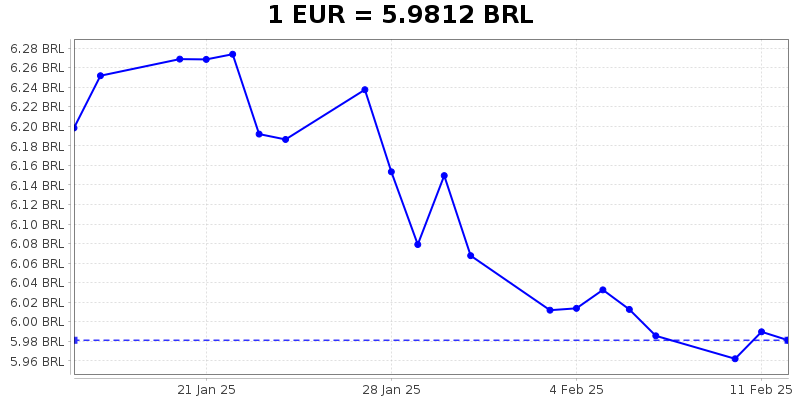 1 EUR = 5.9812 BRL
6.28 BRL
6.26 BRL
6.24 BRL
6.22 BRL
6.20 BRL
6.18 BRL
6.16 BRL
6.14 BRL
6.12 BRL
6.10 BRL
6.08 BRL
6.06 BRL
6.04 BRL
6.02 BRL
6.00 BRL
5.98 BRL
5.96 BRL
21 Jan 25 28 Jan 25 4 Feb 25 11 Feb 25